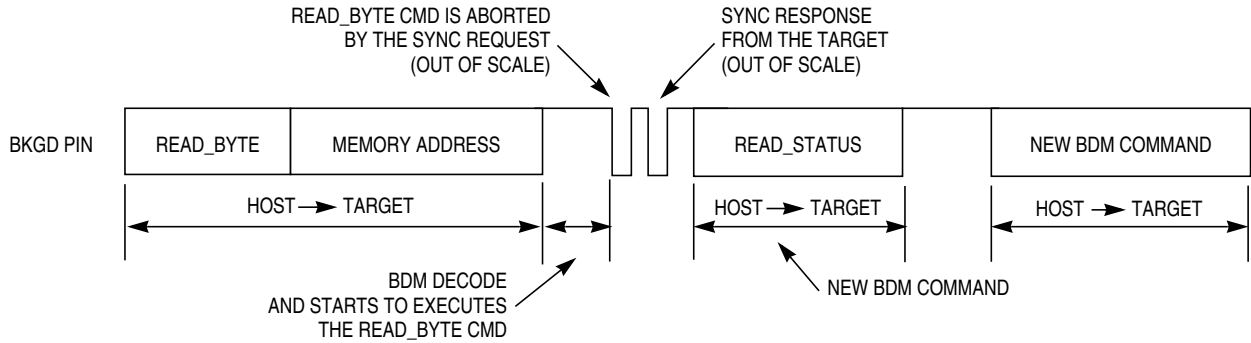 READ_BYTE CMD IS ABORTED
BY THE SYNC REQUEST
(OUT OF SCALE)
SYNC RESPONSE
FROM THE TARGET
(OUT OF SCALE)
BKGD PIN
READ_BYTE
MEMORY ADDRESS
READ_STATUS
NEW BDM COMMAND
HOST TARGET
HOST TARGET
HOST TARGET
BDM DECODE
AND STARTS TO EXECUTES
THE READ_BYTE CMD
NEW BDM COMMAND